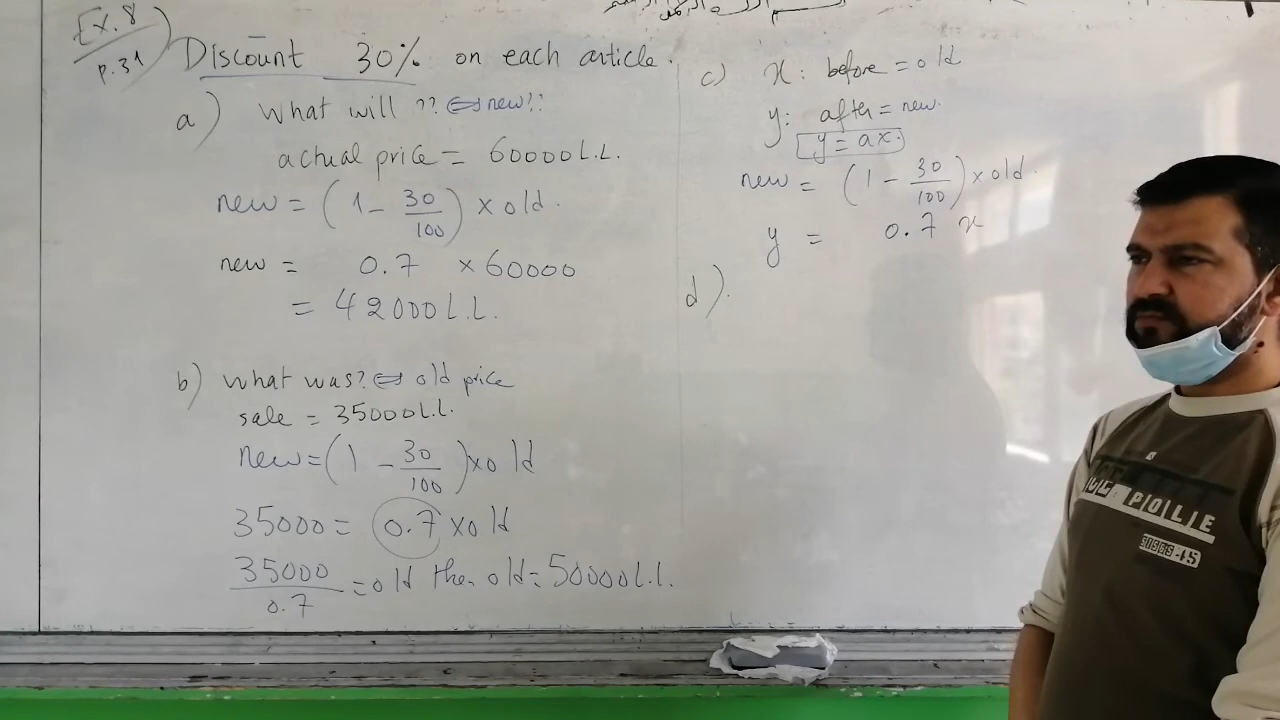 Ex.8
p.31
Discount 30% on each article.
a) What will ?? ⇔ new??
actual price = 60000 L.L.
new = (1 - 30/100) × old.
new = 0.7 × 60000
= 42000 L.L.
b) what was? ⇔ old price
sale = 35000 L.L.
new = (1 - 30/100) × old
35000 = 0.7 × old
35000/0.7 = old then old = 50000 L.L.
c) x: before = old
y: after = new.
y = ax.
new = (1 - 30/100) × old.
y = 0.7 x
d).
POLE